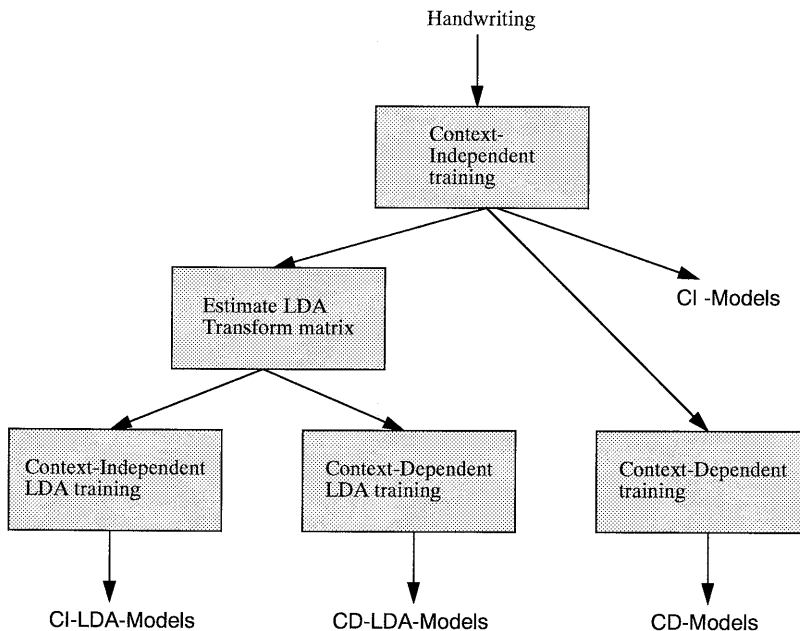 Handwriting
Context-
Independent
training
CI -Models
Estimate LDA
Transform matrix
Context-Independent
LDA training
Context-Dependent
LDA training
Context-Dependent
training
CI-LDA-Models
CD-LDA-Models
CD-Models